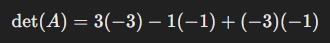 det(A) = 3(−3) − 1(−1) + (−3)(−1)